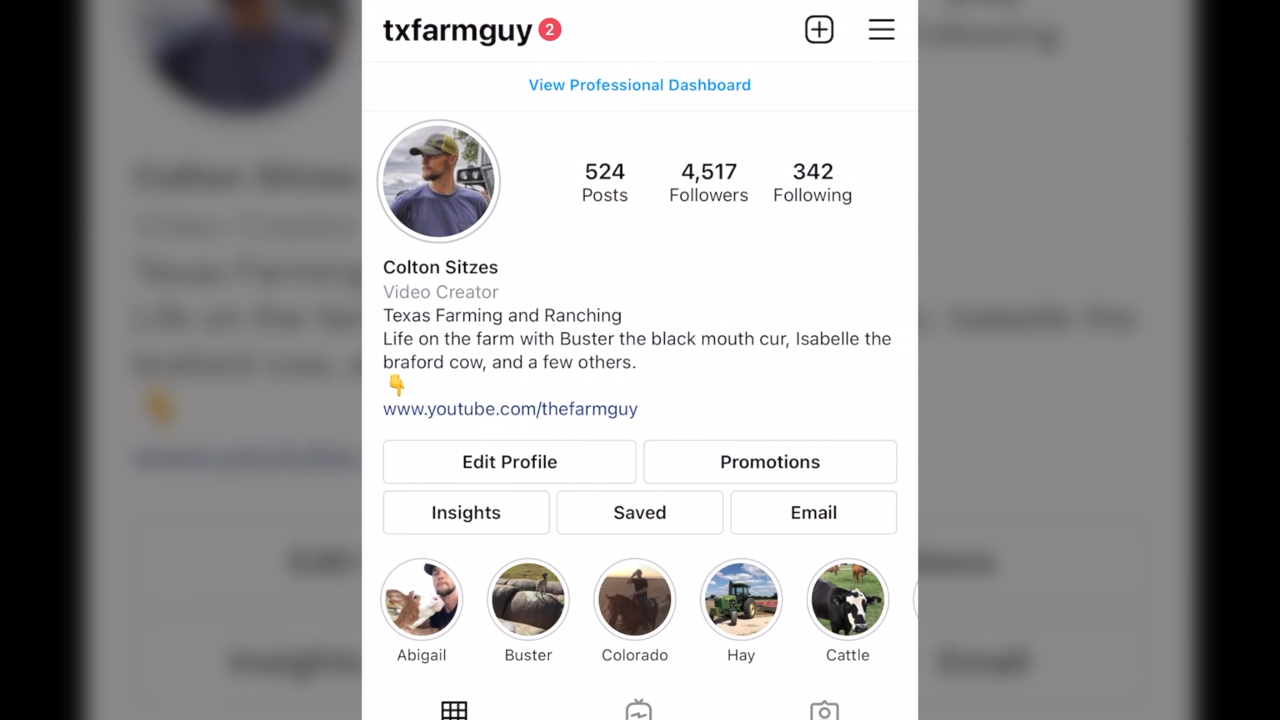 txfarmguy 2
View Professional Dashboard
524 4,517 342
Posts Followers Following
Colton Sitzes
Video Creator
Texas Farming and Ranching
Life on the farm with Buster the black mouth cur, Isabelle the
braford cow, and a few others.
👇
www.youtube.com/thefarmguy
Edit Profile Promotions
Insights Saved Email
Abigail Buster Colorado Hay Cattle